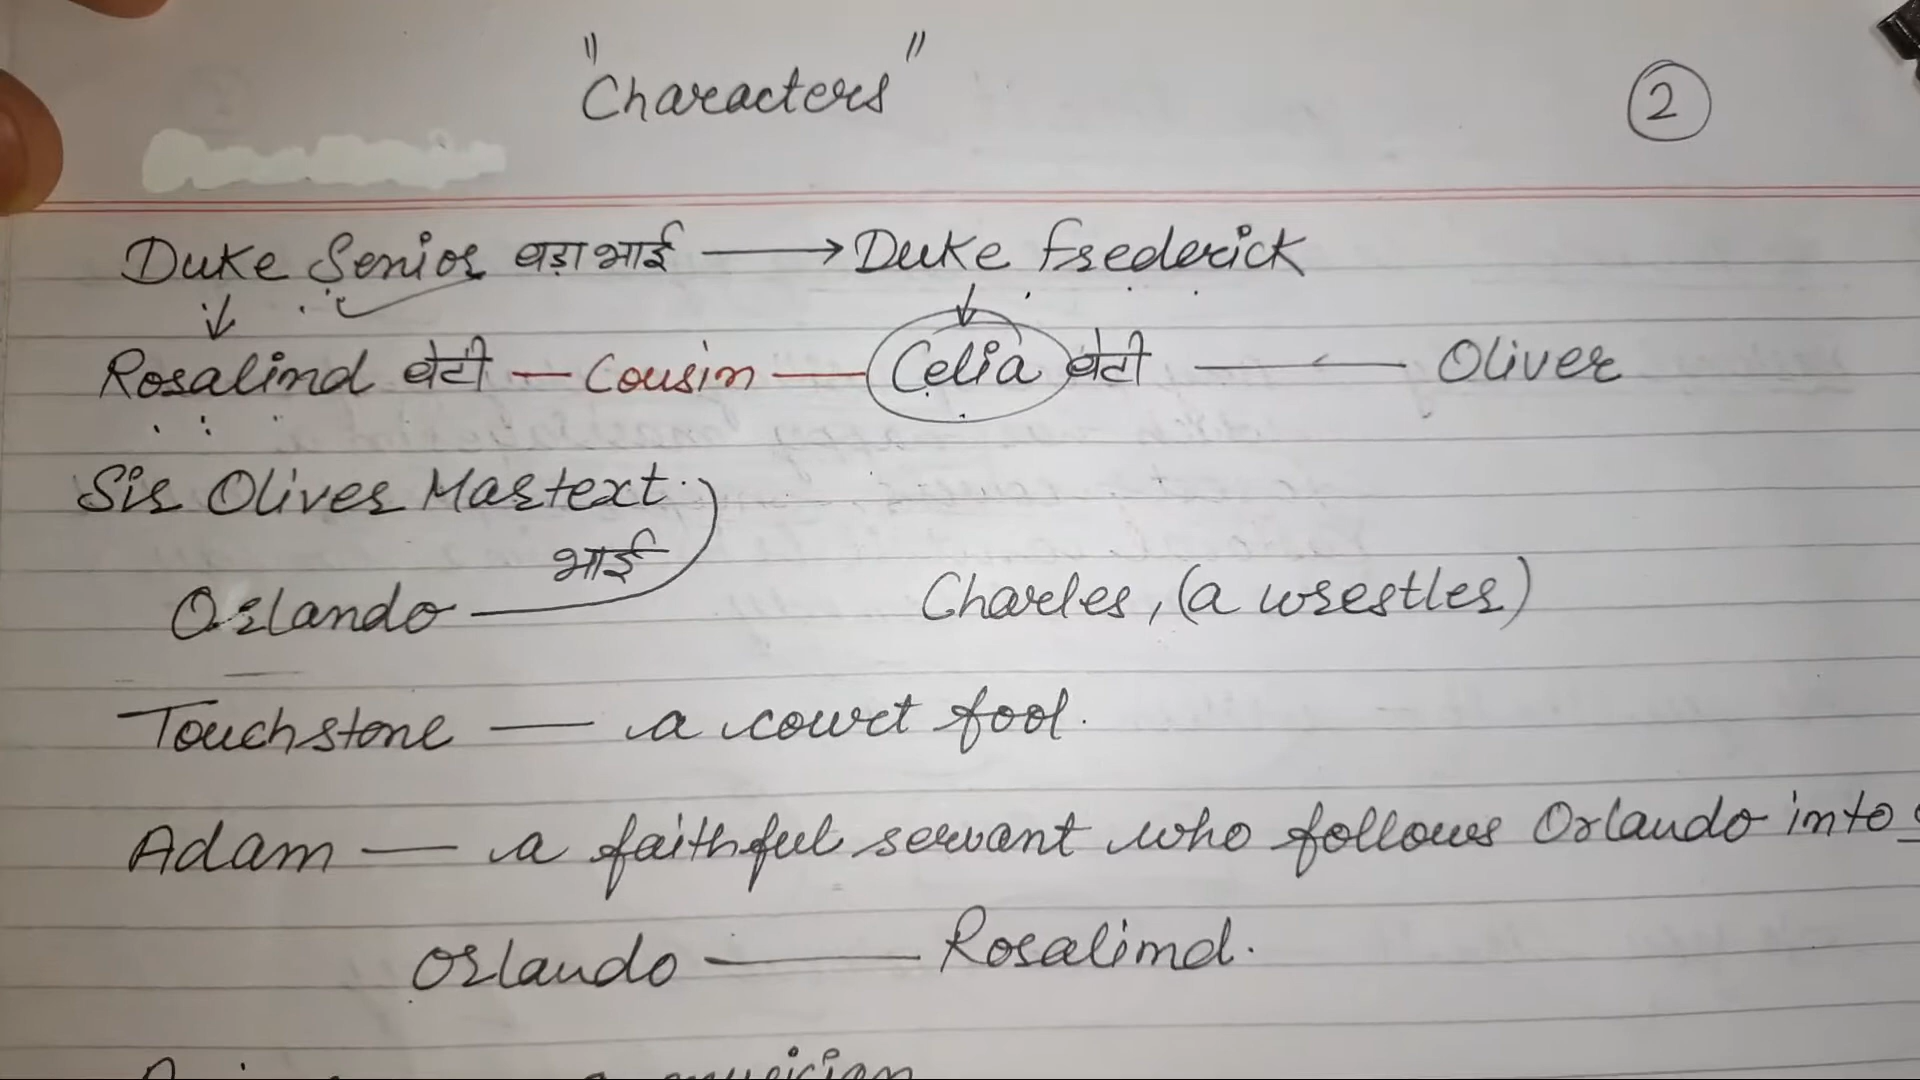 "Characters"
2
Duke Senior बड़ा भाई → Duke Frederick
Rosalind बेटी — Cousin — Celia बेटी — Oliver
Sir Oliver Martext.
भाई
Orlando — Charles, (a wrestler)
Touchstone — a court fool.
Adam — a faithful servant who follows Orlando into
Orlando — Rosalind.
a musician